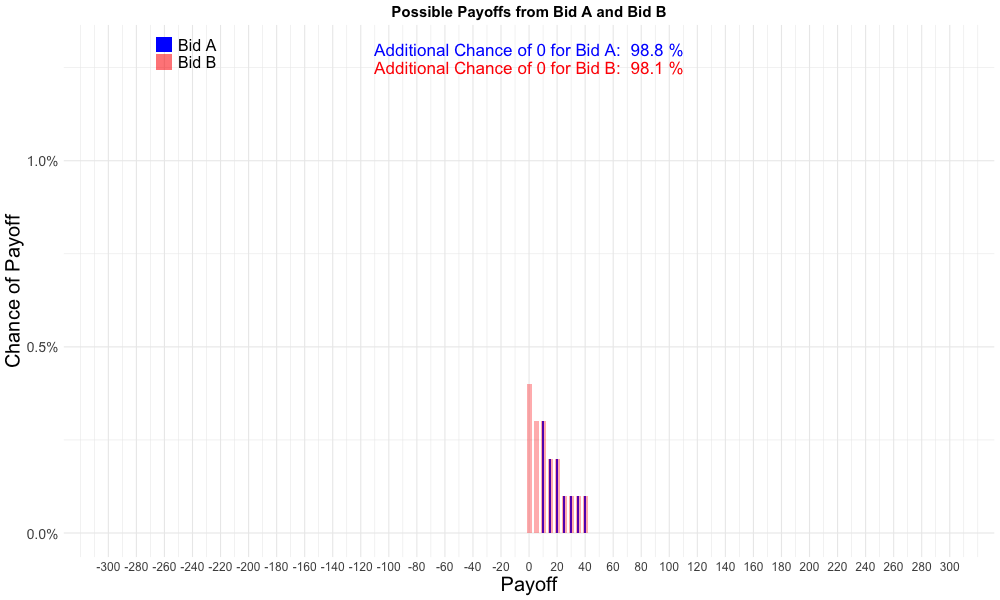 Possible Payoffs from Bid A and Bid B
Bid A
Bid B
Additional Chance of 0 for Bid A: 98.8 %
Additional Chance of 0 for Bid B: 98.1 %
Chance of Payoff
1.0%
0.5%
0.0%
-300 -280 -260 -240 -220 -200 -180 -160 -140 -120 -100 -80 -60 -40 -20 0 20 40 60 80 100 120 140 160 180 200 220 240 260 280 300
Payoff